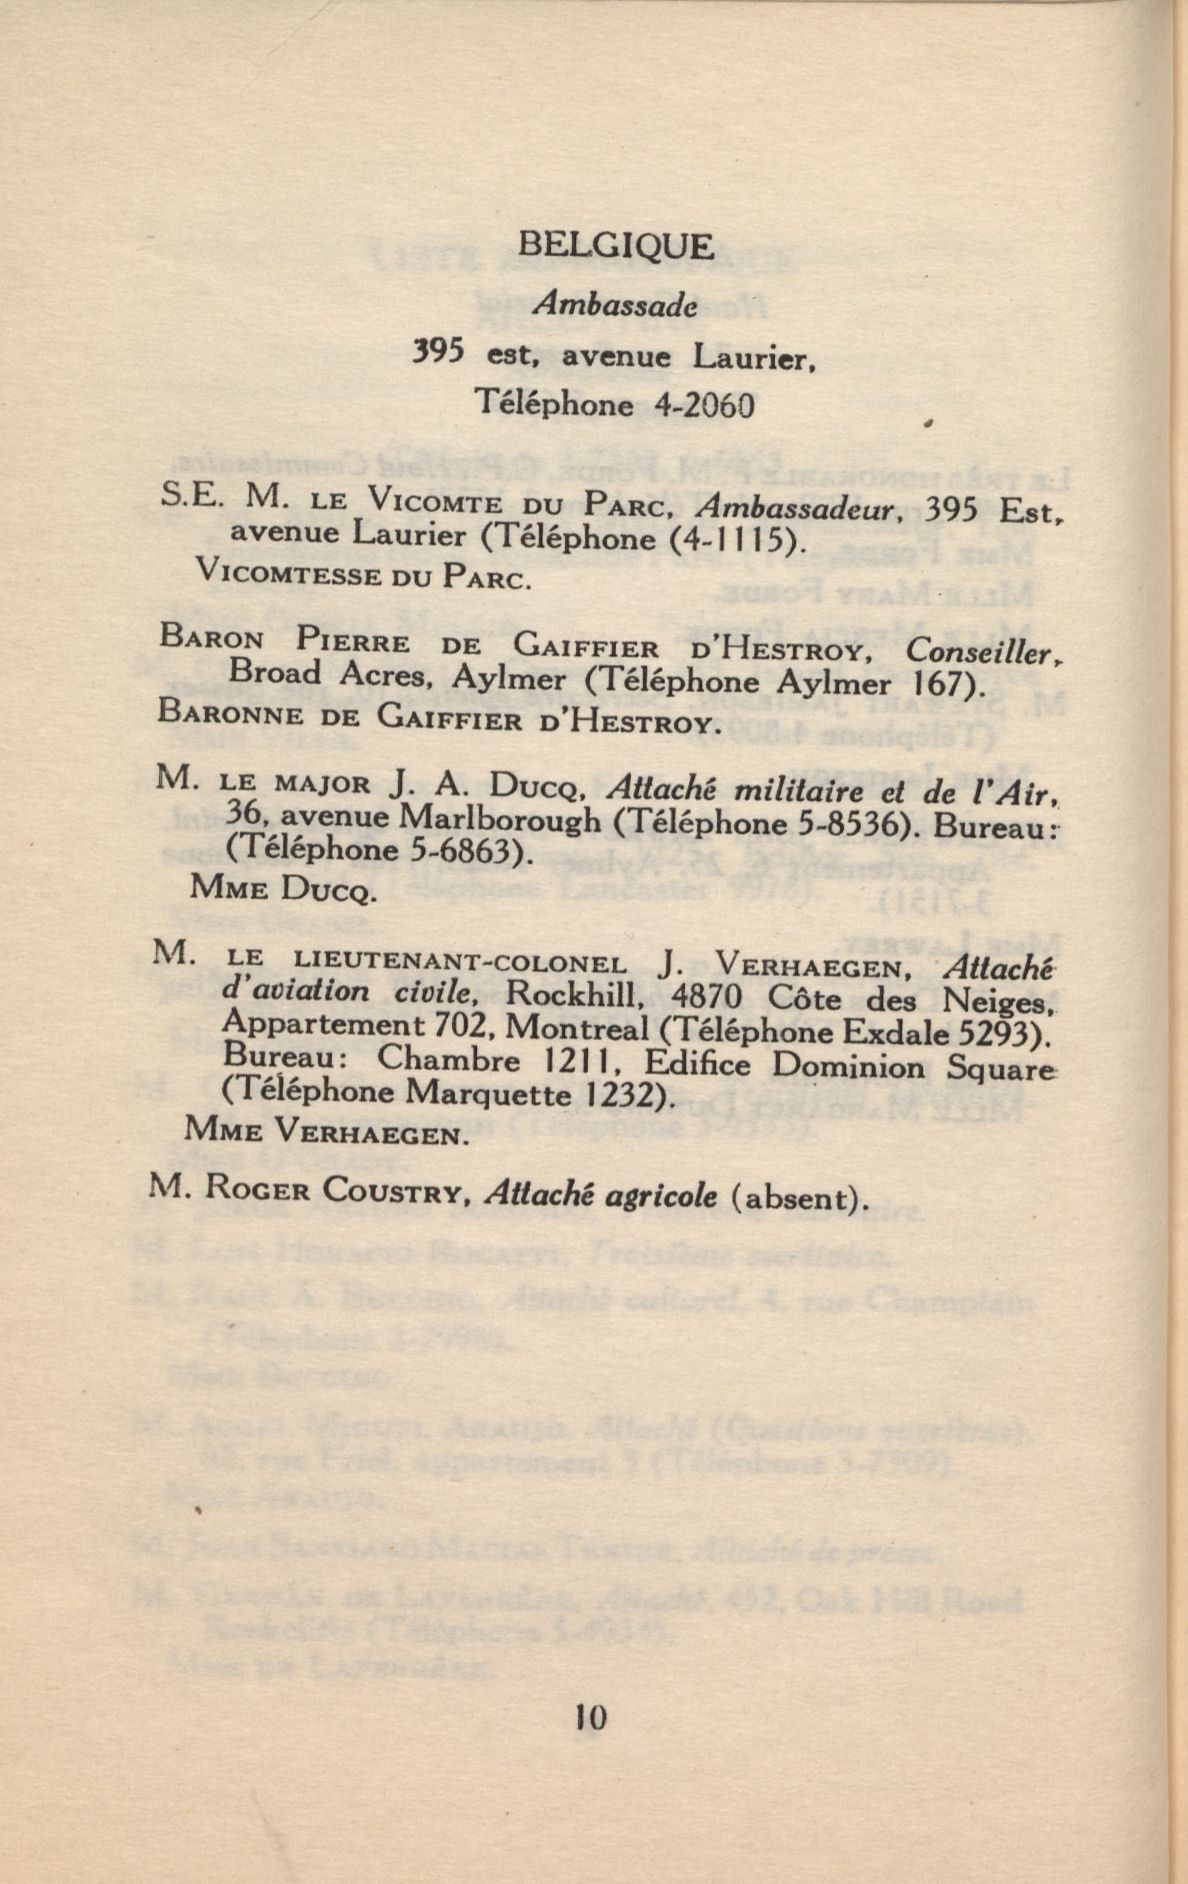 BELGIQUE
Ambassade
395 est, avenue Laurier,
Téléphone 4-2060
S.E. M. LE VICOMTE DU PARC, Ambassadeur, 395 Est,
avenue Laurier (Téléphone (4-1115).
VICOMTESSE DU PARC.
BARON PIERRE DE GAIFFIER D'HESTROY, Conseiller,
Broad Acres, Aylmer (Téléphone Aylmer 167).
BARONNE DE GAIFFIER D'HESTROY.
M. LE MAJOR J. A. DUCQ, Attaché militaire et de l'Air,
36, avenue Marlborough (Téléphone 5-8536). Bureau:
(Téléphone 5-6863).
MME DUCQ.
M. LE LIEUTENANT-COLONEL J. VERHAEGEN, Attaché
d'aviation civile, Rockhill, 4870 Côte des Neiges,
Appartement 702, Montreal (Téléphone Exdale 5293).
Bureau: Chambre 1211, Edifice Dominion Square
(Téléphone Marquette 1232).
MME VERHAEGEN.
M. ROGER COUSTRY, Attaché agricole (absent).
10